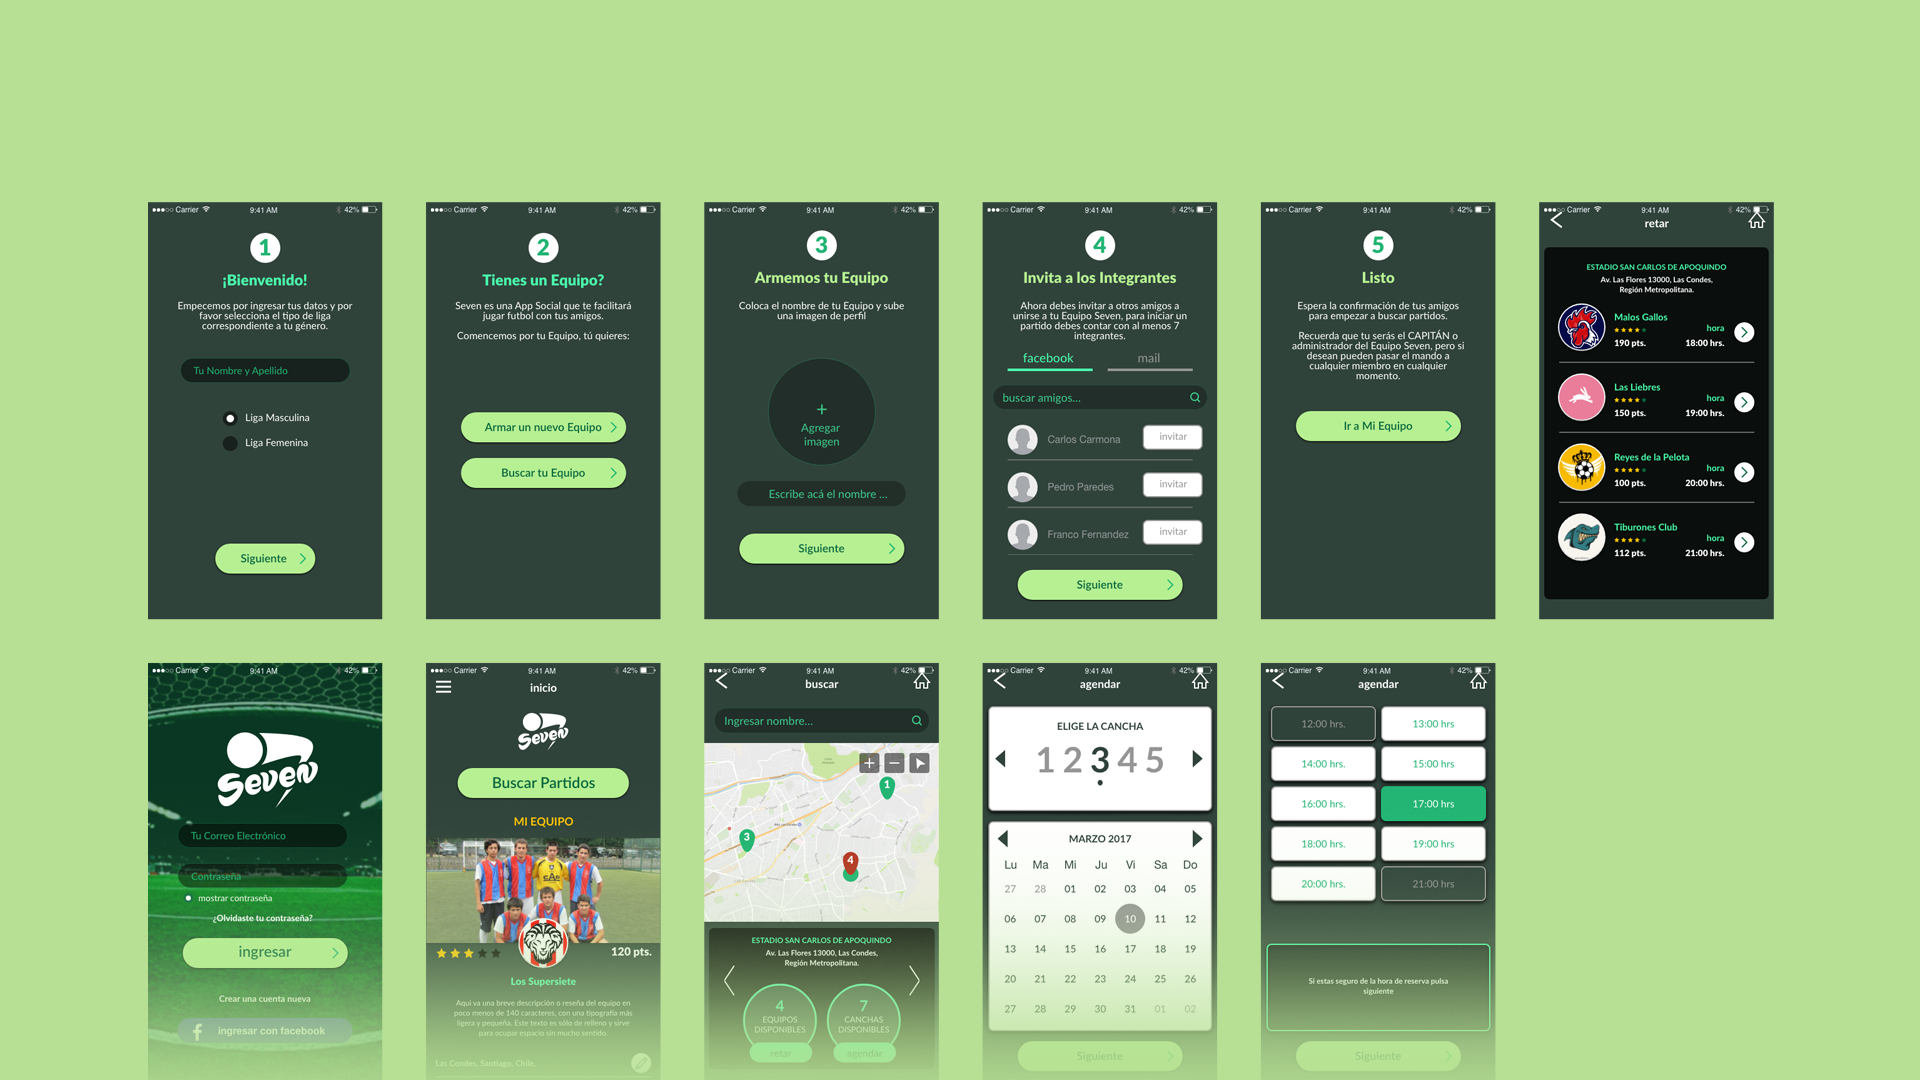 ●●●○○ Carrier 9:41 AM 42%
1
¡Bienvenido!
Empecemos por ingresar tus datos y por
favor selecciona el tipo de liga
correspondiente a tu género.
Tu Nombre y Apellido
Liga Masculina
Liga Femenina
Siguiente
●●●○○ Carrier 9:41 AM 42%
2
Tienes un Equipo?
Seven es una App Social que te facilitará
jugar futbol con tus amigos.
Comencemos por tu Equipo, tú quieres:
Armar un nuevo Equipo
Buscar tu Equipo
●●●○○ Carrier 9:41 AM 42%
3
Armemos tu Equipo
Coloca el nombre de tu Equipo y sube
una imagen de perfil
+
Agregar
imagen
Escribe acá el nombre ...
Siguiente
●●●○○ Carrier 9:41 AM 42%
4
Invita a los Integrantes
Ahora debes invitar a otros amigos a
unirse a tu Equipo Seven, para iniciar un
partido debes contar con al menos 7
integrantes.
facebook mail
buscar amigos...
Carlos Carmona invitar
Pedro Paredes invitar
Franco Fernandez invitar
Siguiente
●●●○○ Carrier 9:41 AM 42%
5
Listo
Espera la confirmación de tus amigos
para empezar a buscar partidos.
Recuerda que tu serás el CAPITÁN o
administrador del Equipo Seven, pero si
desean pueden pasar el mando a
cualquier miembro en cualquier
momento.
Ir a Mi Equipo
●●●○○ Carrier 9:41 AM 42%
retar
ESTADIO SAN CARLOS DE APOQUINDO
Av. Las Flores 13000, Las Condes,
Región Metropolitana.
Malos Gallos
hora
190 pts. 18:00 hrs.
Las Liebres
hora
150 pts. 19:00 hrs.
Reyes de la Pelota
hora
100 pts. 20:00 hrs.
Tiburones Club
hora
112 pts. 21:00 hrs.
●●●○○ Carrier 9:41 AM 42%
Seven
Tu Correo Electrónico
Contraseña
mostrar contraseña
¿Olvidaste tu contraseña?
ingresar
Crear una cuenta nueva
f ingresar con facebook
●●●○○ Carrier 9:41 AM 42%
inicio
Seven
Buscar Partidos
MI EQUIPO
120 pts.
Los Supersiete
Aqui va una breve descripción o reseña del equipo en
poco menos de 140 caracteres, con una tipografía más
ligera y pequeña. Este texto es sólo de relleno y sirve
para ocupar espacio sin mucho sentido.
Las Condes, Santiago, Chile.
●●●○○ Carrier 9:41 AM 42%
buscar
Ingresar nombre...
1
3
4
ESTADIO SAN CARLOS DE APOQUINDO
Av. Las Flores 13000, Las Condes,
Región Metropolitana.
4
EQUIPOS
DISPONIBLES
retar
7
CANCHAS
DISPONIBLES
agendar
●●●○○ Carrier 9:41 AM 42%
agendar
ELIGE LA CANCHA
1 2 3 4 5
MARZO 2017
Lu Ma Mi Ju Vi Sa Do
27 28 01 02 03 04 05
06 07 08 09 10 11 12
13 14 15 16 17 18 19
20 21 22 23 24 25 26
27 28 29 30 31 01 02
Siguiente
●●●○○ Carrier 9:41 AM 42%
agendar
12:00 hrs. 13:00 hrs
14:00 hrs. 15:00 hrs
16:00 hrs. 17:00 hrs
18:00 hrs. 19:00 hrs
20:00 hrs. 21:00 hrs
Si estas seguro de la hora de reserva pulsa
siguiente
Siguiente